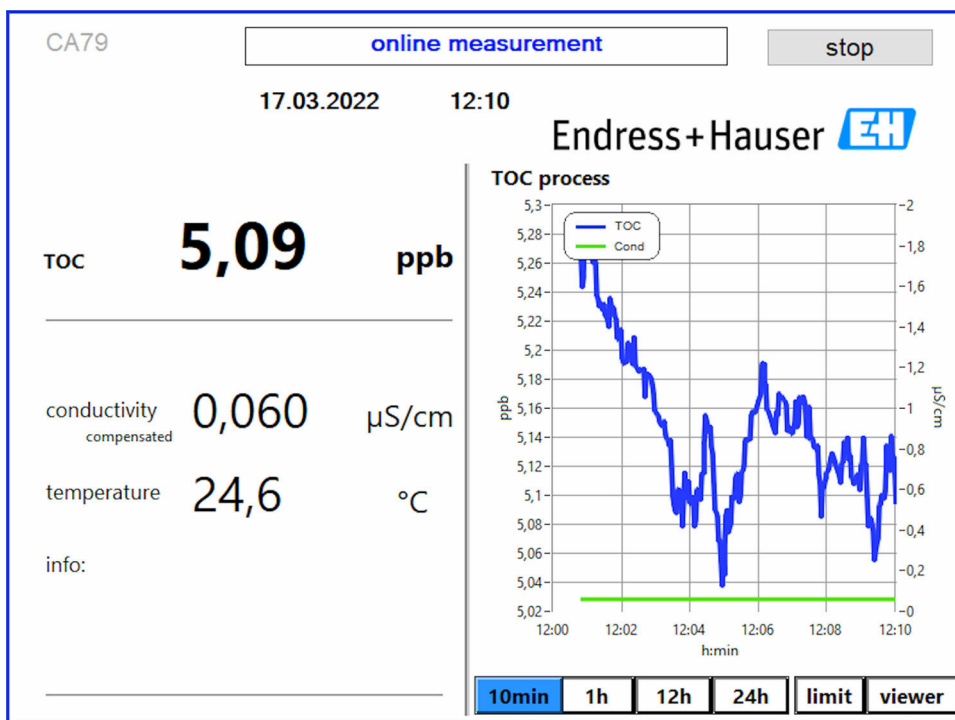 CA79
online measurement
stop
17.03.2022 12:10
Endress+Hauser EH
TOC 5,09 ppb
conductivity compensated 0,060 µS/cm
temperature 24,6 °C
info:
TOC process
TOC
Cond
5,3
5,28
5,26
5,24
5,22
5,2
5,18
5,16
5,14
5,12
5,1
5,08
5,06
5,04
5,02
ppb
2
1,8
1,6
1,4
1,2
1
0,8
0,6
0,4
0,2
0
µS/cm
12:00 12:02 12:04 12:06 12:08 12:10
h:min
10min 1h 12h 24h limit viewer